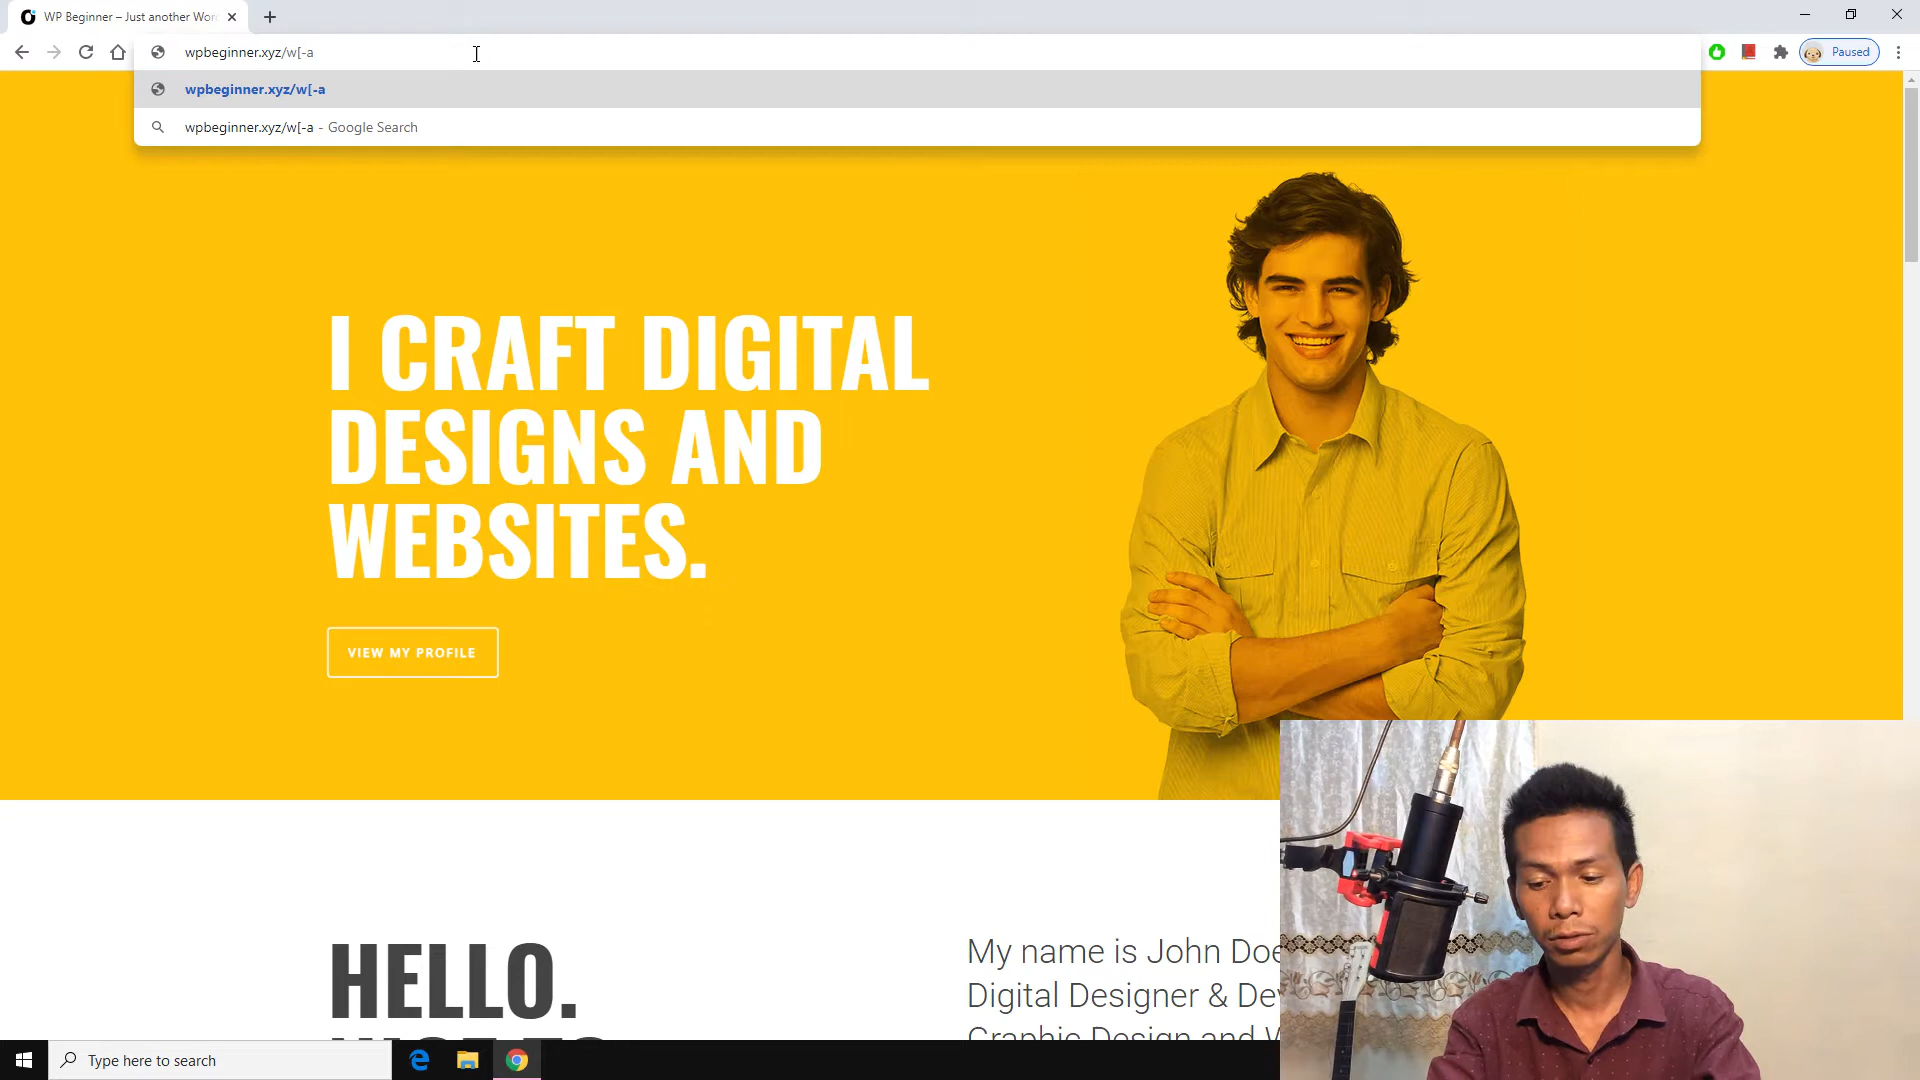 WP Beginner – Just another Wor
wpbeginner.xyz/w[-a
Paused
wpbeginner.xyz/w[-a
wpbeginner.xyz/w[-a - Google Search
I CRAFT DIGITAL
DESIGNS AND
WEBSITES.
VIEW MY PROFILE
HELLO.
My name is John Doe
Digital Designer & De
Graphic Design and
Type here to search